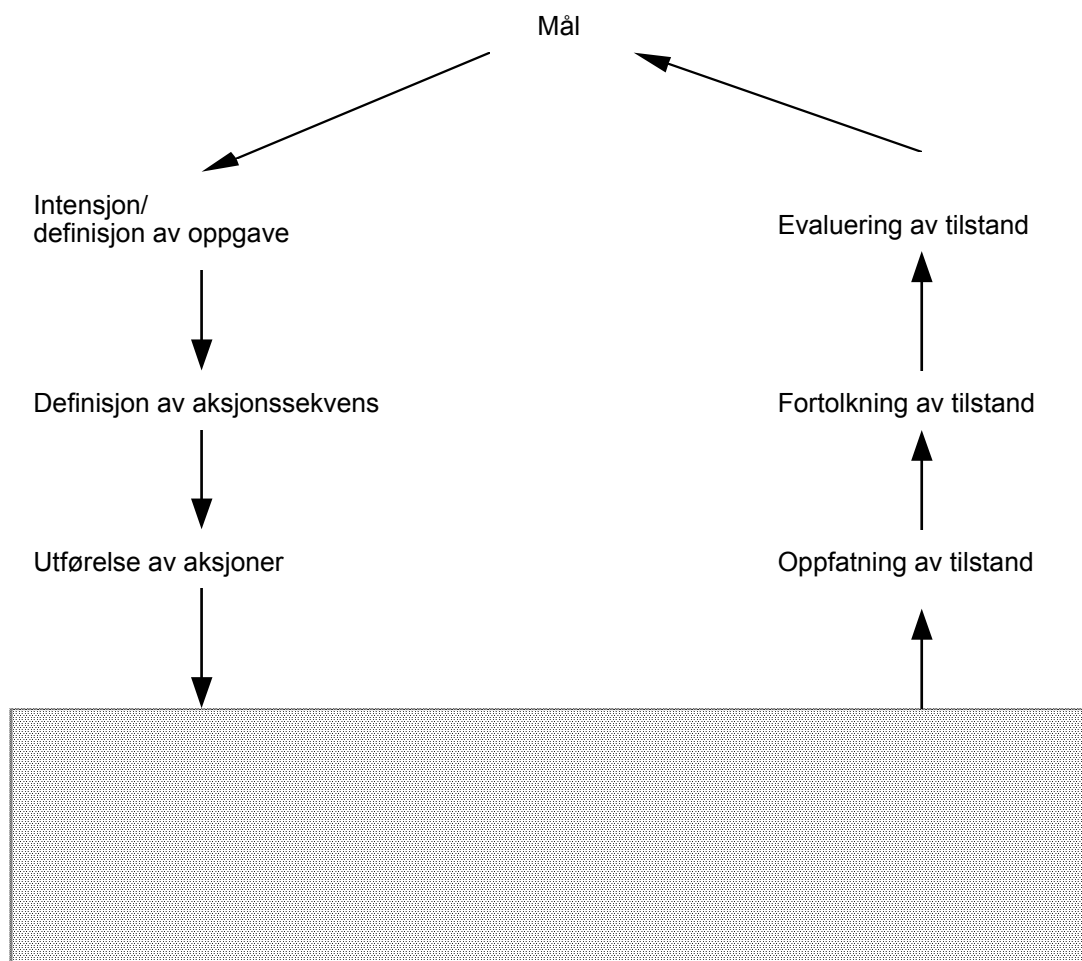 Mål
Intensjon/
definisjon av oppgave
Evaluering av tilstand
Definisjon av aksjonssekvens
Fortolkning av tilstand
Utførelse av aksjoner
Oppfatning av tilstand